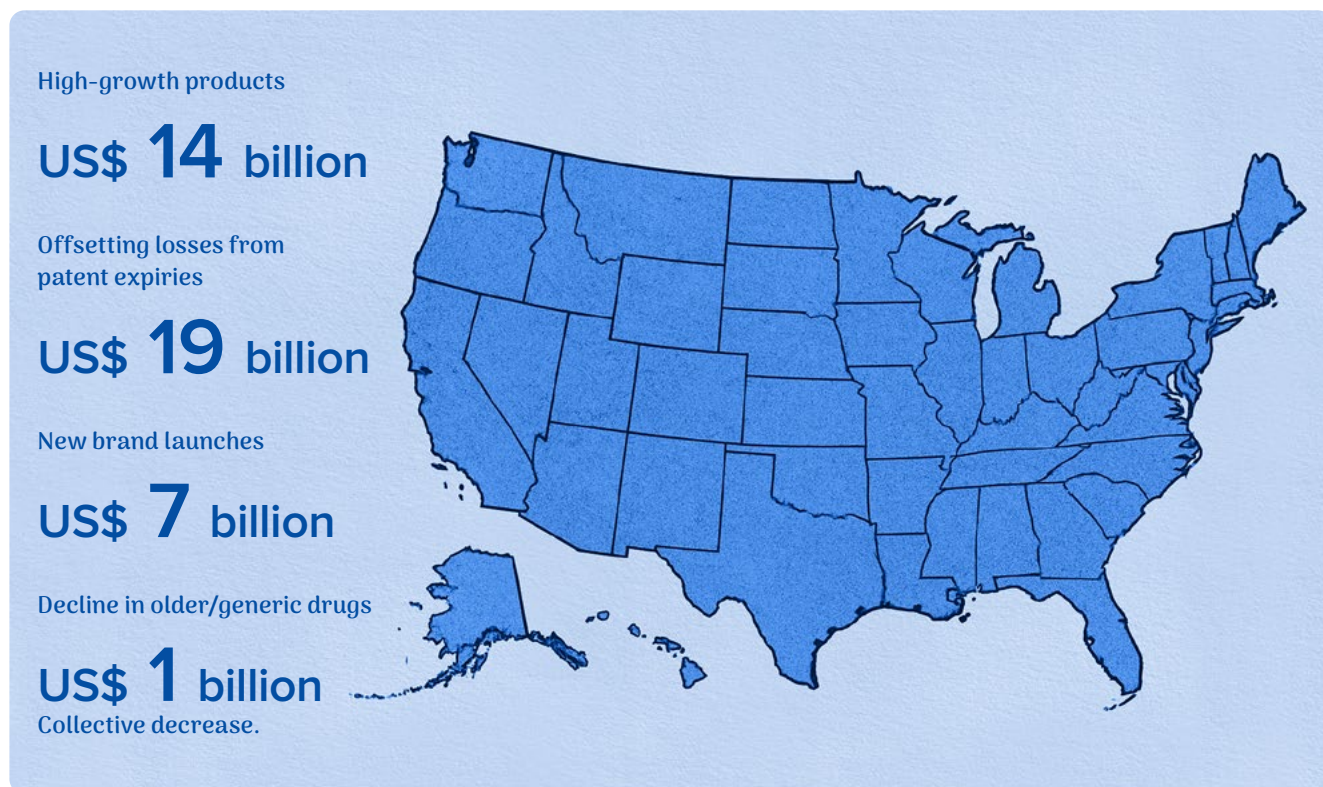 High-growth products
US$ 14 billion
Offsetting losses from
patent expiries
US$ 19 billion
New brand launches
US$ 7 billion
Decline in older/generic drugs
US$ 1 billion
Collective decrease.